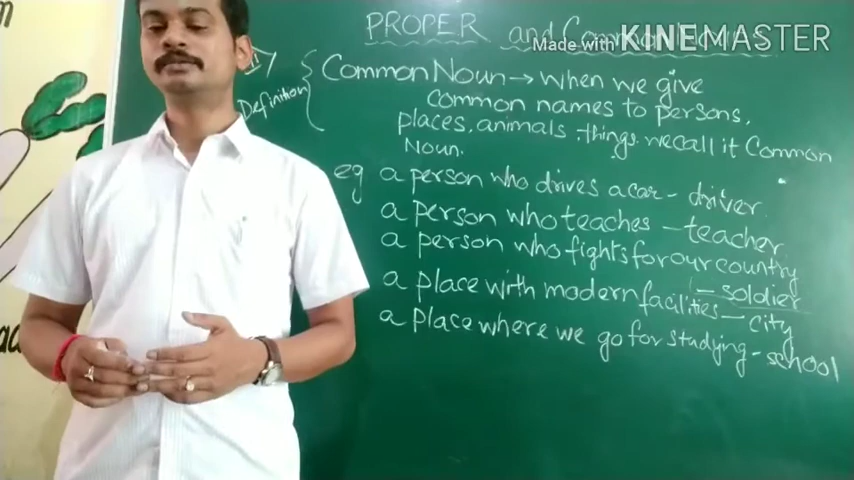 PROPER and Common
Made with KINEMASTER
Definition
Common Noun → when we give
common names to persons,
places, animals, things. we call it Common
Noun.
eg a person who drives a car - driver.
a person who teaches - teacher.
a person who fights for our country
- soldier
a place with modern facilities - city
a place where we go for studying - school